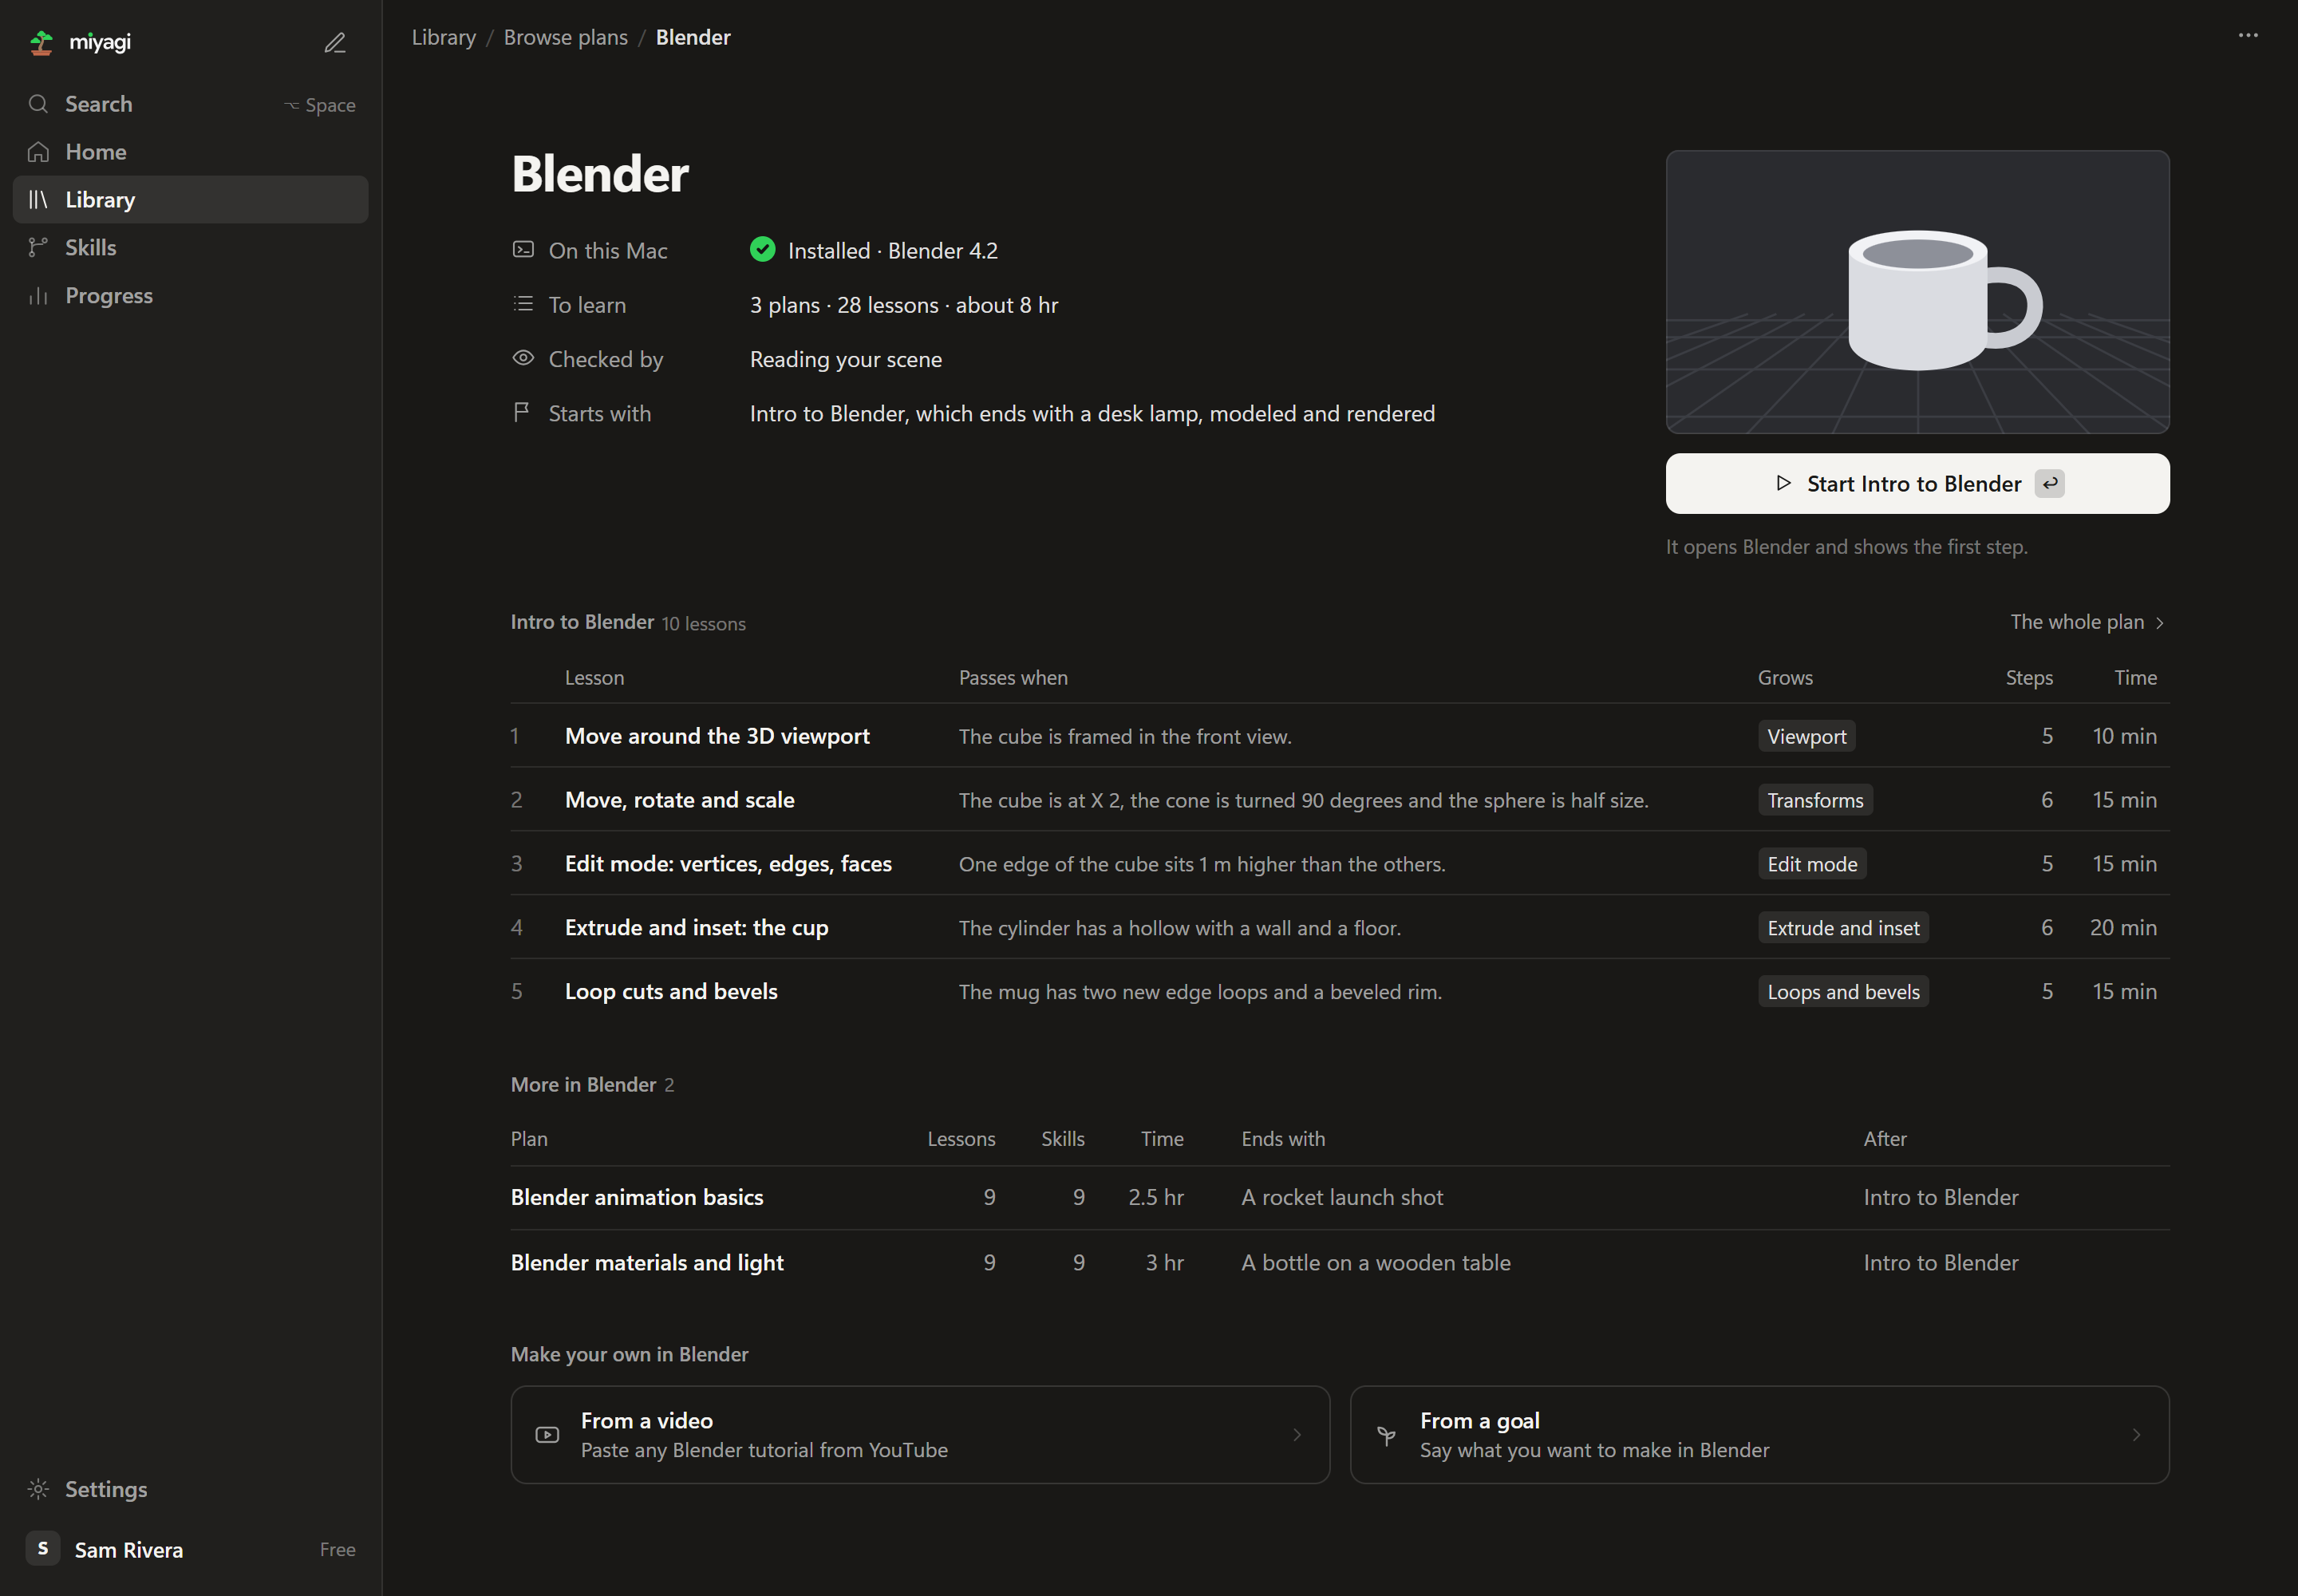 miyagi
Search ⌥ Space
Home
Library
Skills
Progress
Settings
S Sam Rivera Free
Library / Browse plans / Blender
Blender
On this Mac Installed · Blender 4.2
To learn 3 plans · 28 lessons · about 8 hr
Checked by Reading your scene
Starts with Intro to Blender, which ends with a desk lamp, modeled and rendered
Start Intro to Blender
It opens Blender and shows the first step.
Intro to Blender 10 lessons The whole plan
Lesson Passes when Grows Steps Time
1 Move around the 3D viewport The cube is framed in the front view. Viewport 5 10 min
2 Move, rotate and scale The cube is at X 2, the cone is turned 90 degrees and the sphere is half size. Transforms 6 15 min
3 Edit mode: vertices, edges, faces One edge of the cube sits 1 m higher than the others. Edit mode 5 15 min
4 Extrude and inset: the cup The cylinder has a hollow with a wall and a floor. Extrude and inset 6 20 min
5 Loop cuts and bevels The mug has two new edge loops and a beveled rim. Loops and bevels 5 15 min
More in Blender 2
Plan Lessons Skills Time Ends with After
Blender animation basics 9 9 2.5 hr A rocket launch shot Intro to Blender
Blender materials and light 9 9 3 hr A bottle on a wooden table Intro to Blender
Make your own in Blender
From a video
Paste any Blender tutorial from YouTube
From a goal
Say what you want to make in Blender